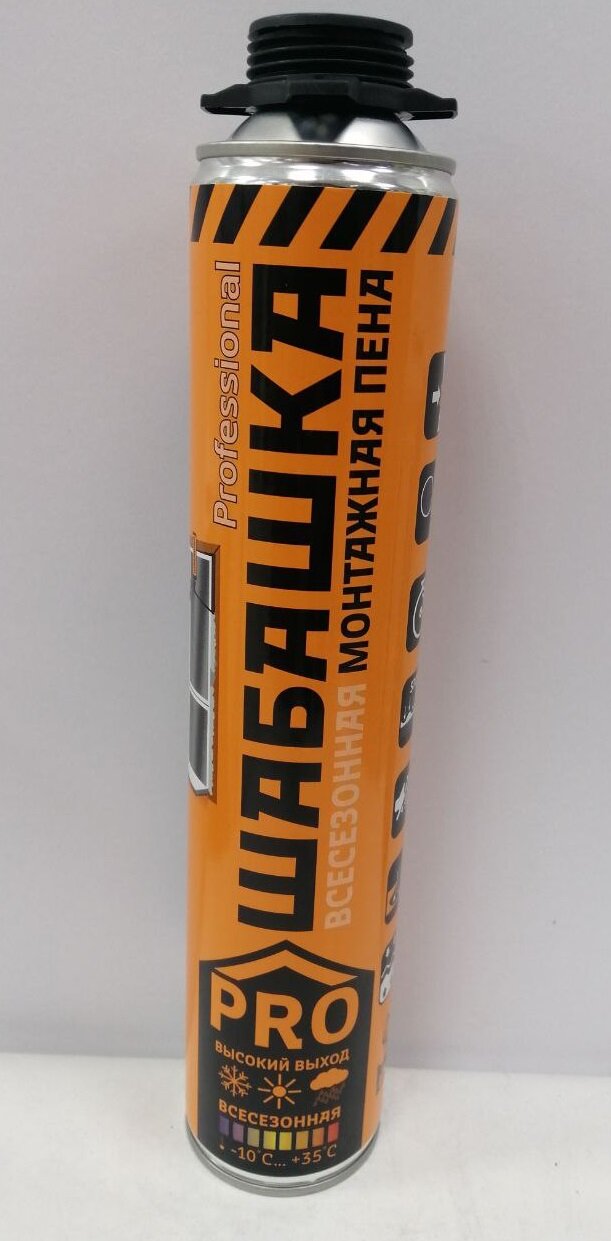 Professional
ШАБАШКА
ВСЕСЕЗОННАЯ МОНТАЖНАЯ ПЕНА
PRO
ВЫСОКИЙ ВЫХОД
ВСЕСЕЗОННАЯ
-10°C... +35°C